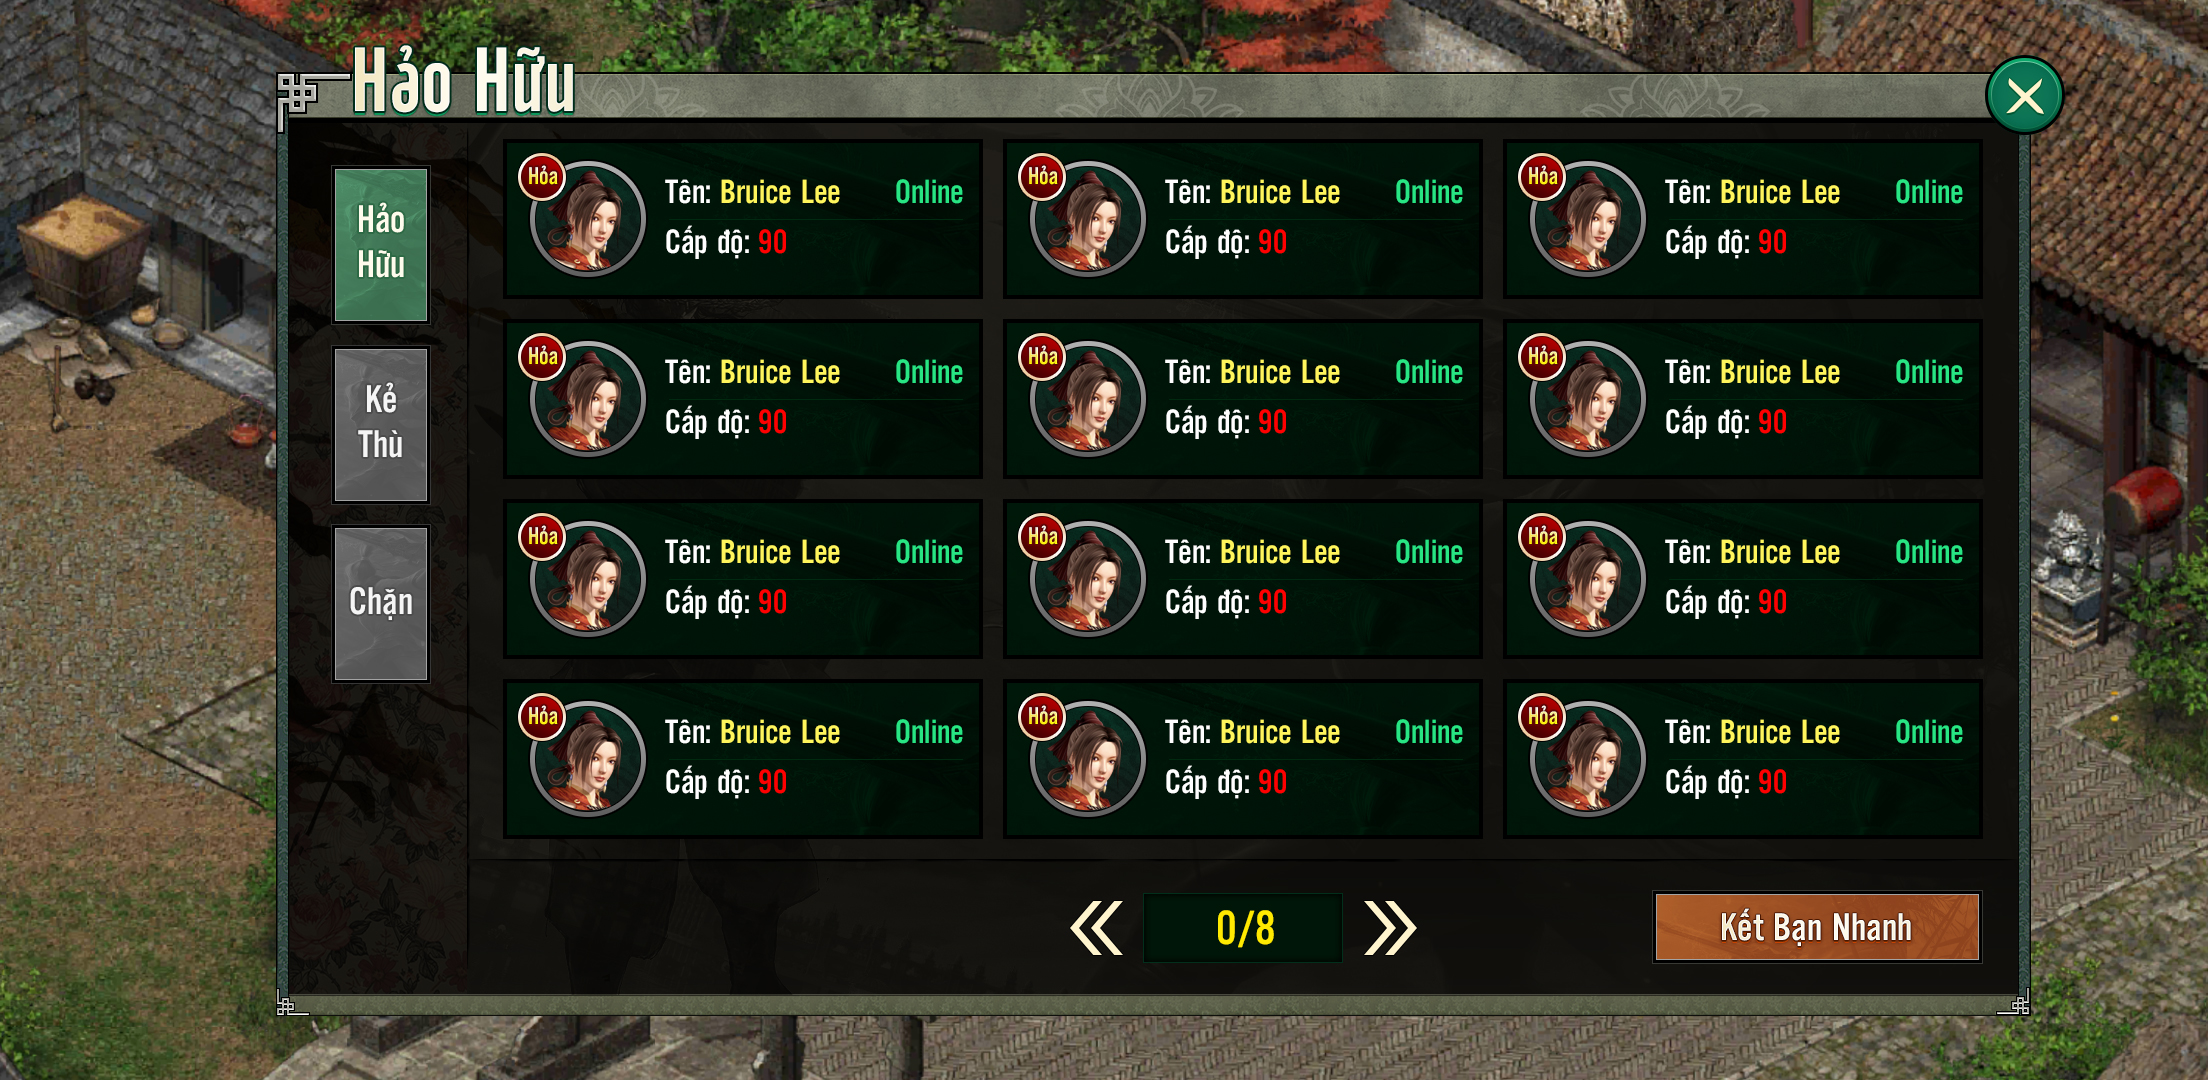 Hảo Hữu
Hảo
Hữu
Kẻ
Thù
Chặn
Hỏa
Tên: Bruice Lee Online
Cấp độ: 90
Hỏa
Tên: Bruice Lee Online
Cấp độ: 90
Hỏa
Tên: Bruice Lee Online
Cấp độ: 90
Hỏa
Tên: Bruice Lee Online
Cấp độ: 90
Hỏa
Tên: Bruice Lee Online
Cấp độ: 90
Hỏa
Tên: Bruice Lee Online
Cấp độ: 90
Hỏa
Tên: Bruice Lee Online
Cấp độ: 90
Hỏa
Tên: Bruice Lee Online
Cấp độ: 90
Hỏa
Tên: Bruice Lee Online
Cấp độ: 90
Hỏa
Tên: Bruice Lee Online
Cấp độ: 90
Hỏa
Tên: Bruice Lee Online
Cấp độ: 90
Hỏa
Tên: Bruice Lee Online
Cấp độ: 90
0/8
Kết Bạn Nhanh